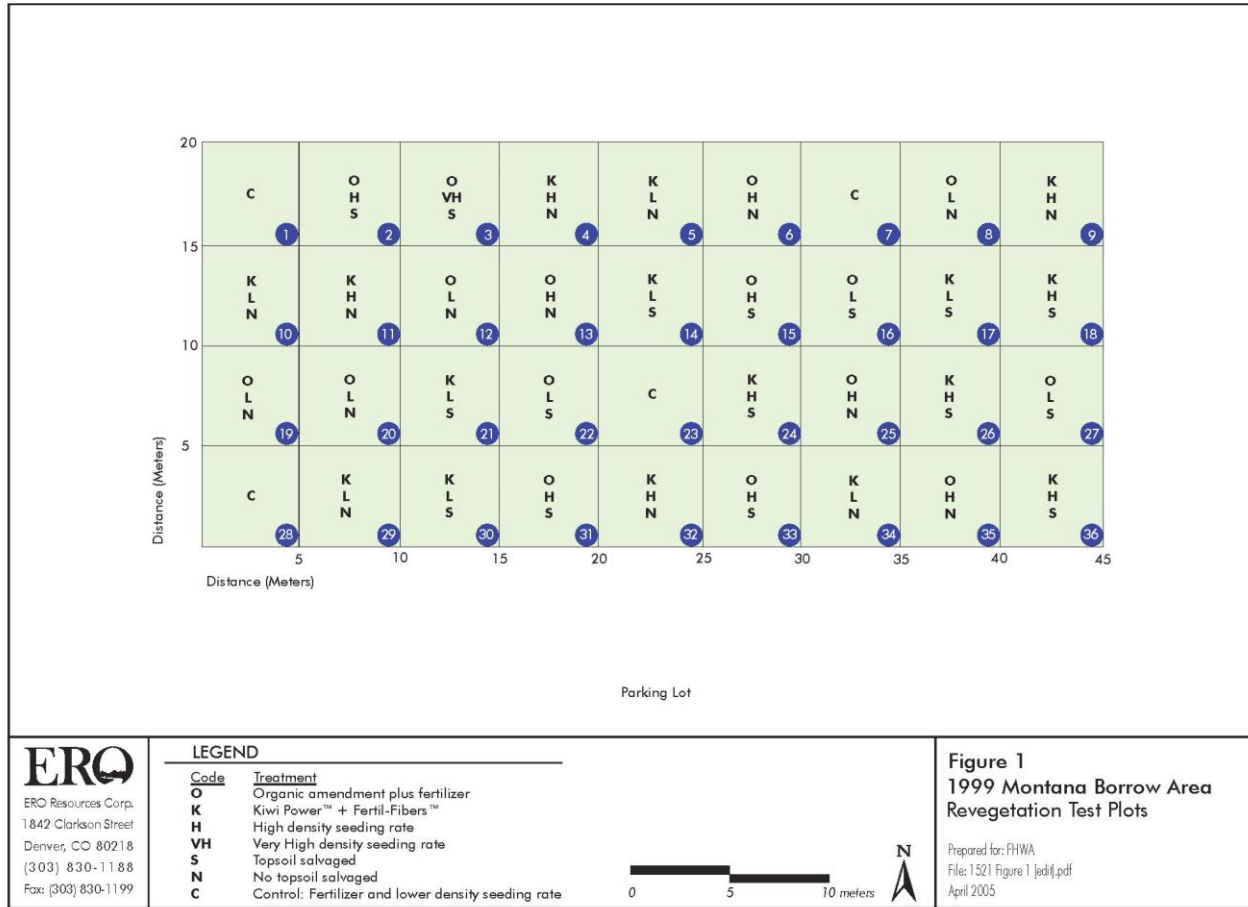 20
C
1
O
H
S
2
O
VH
S
3
K
H
N
4
K
L
N
5
O
H
N
6
C
7
O
L
N
8
K
H
N
9
15
K
L
N
10
K
H
N
11
O
L
N
12
O
H
N
13
K
L
S
14
O
H
S
15
O
L
S
16
K
L
S
17
K
H
S
18
10
O
L
N
19
O
L
N
20
K
L
S
21
O
L
S
22
C
23
K
H
S
24
O
H
N
25
K
H
S
26
O
L
S
27
5
C
28
K
L
N
29
K
L
S
30
O
H
S
31
K
H
N
32
O
H
S
33
K
L
N
34
O
H
N
35
K
H
S
36
Distance (Meters)
5 10 15 20 25 30 35 40 45
Distance (Meters)
Parking Lot
ERO
ERO Resources Corp.
1842 Clarkson Street
Denver, CO 80218
(303) 830-1188
Fax: (303) 830-1199
LEGEND
Code Treatment
O Organic amendment plus fertilizer
K Kiwi Power™ + Fertil-Fibers™
H High density seeding rate
VH Very High density seeding rate
S Topsoil salvaged
N No topsoil salvaged
C Control: Fertilizer and lower density seeding rate
0 5 10 meters
N
Figure 1
1999 Montana Borrow Area
Revegetation Test Plots
Prepared for: FHWA
File: 1521 Figure 1 [edit].pdf
April 2005